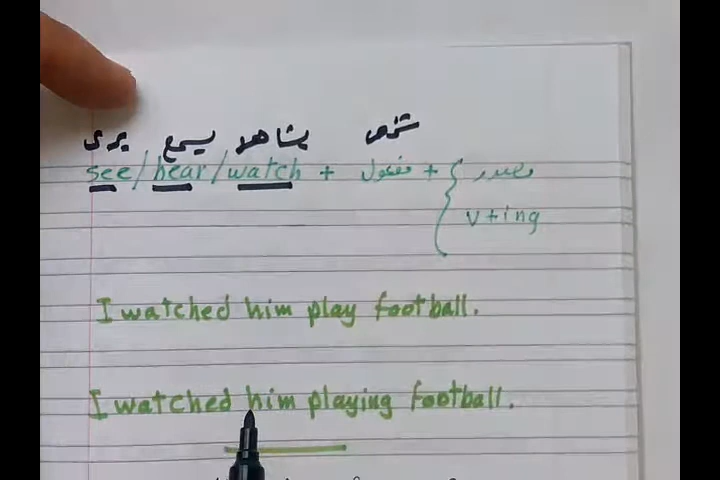 يرى يسمع يشاهد شخص
see/hear/watch + مفعول + { مصدر
v+ing
I watched him play football.
I watched him playing football.